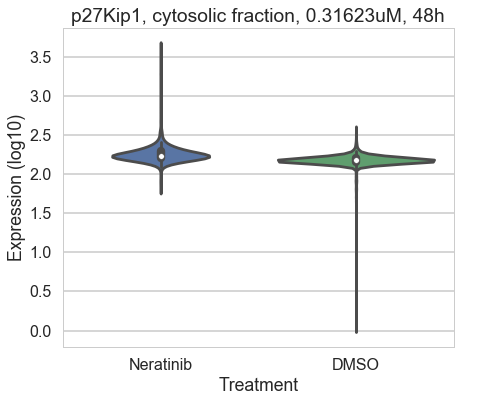 p27Kip1, cytosolic fraction, 0.31623uM, 48h
Expression (log10)
3.5
3.0
2.5
2.0
1.5
1.0
0.5
0.0
Neratinib DMSO
Treatment